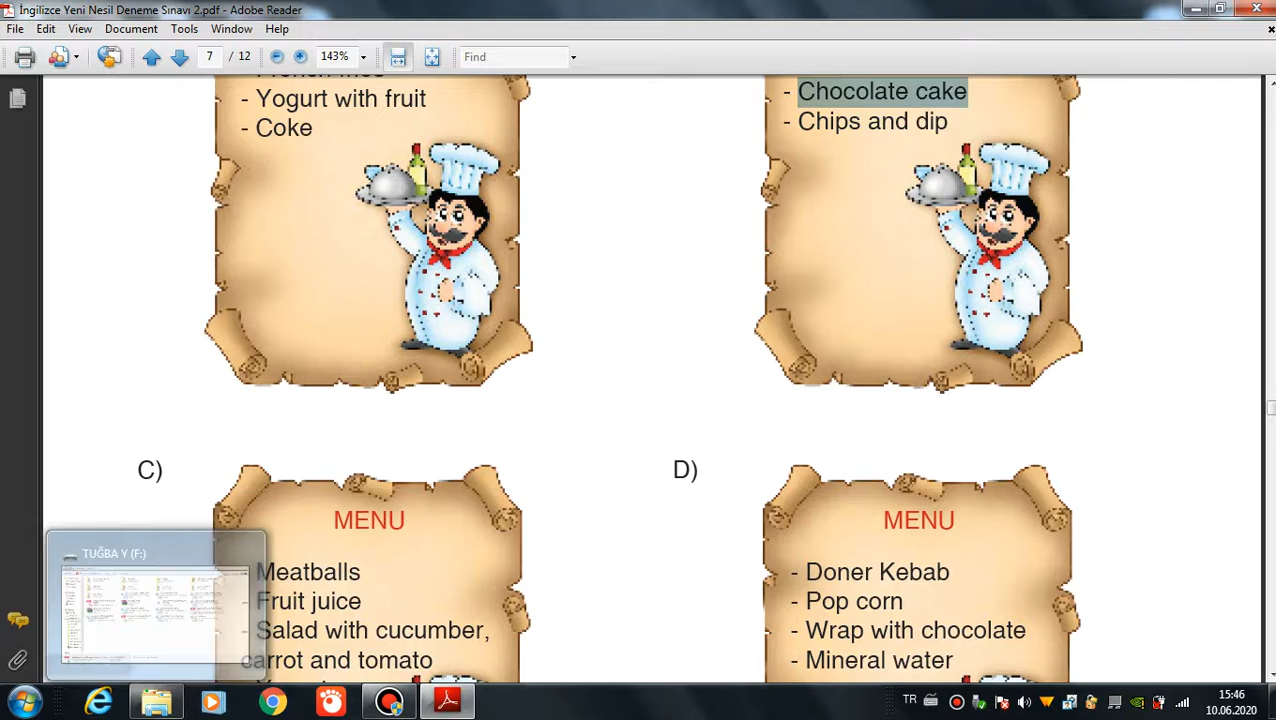 İngilizce Yeni Nesil Deneme Sınavı 2.pdf - Adobe Reader
File Edit View Document Tools Window Help
7 / 12 143% Find
- Yogurt with fruit
- Coke
- Chocolate cake
- Chips and dip
C)
MENU
Meatballs
- Fruit juice
- Salad with cucumber,
carrot and tomato
D)
MENU
- Doner Kebab
- Pop corn
- Wrap with chocolate
- Mineral water
TUĞBA Y (F:)
TR
15:46
10.06.2020